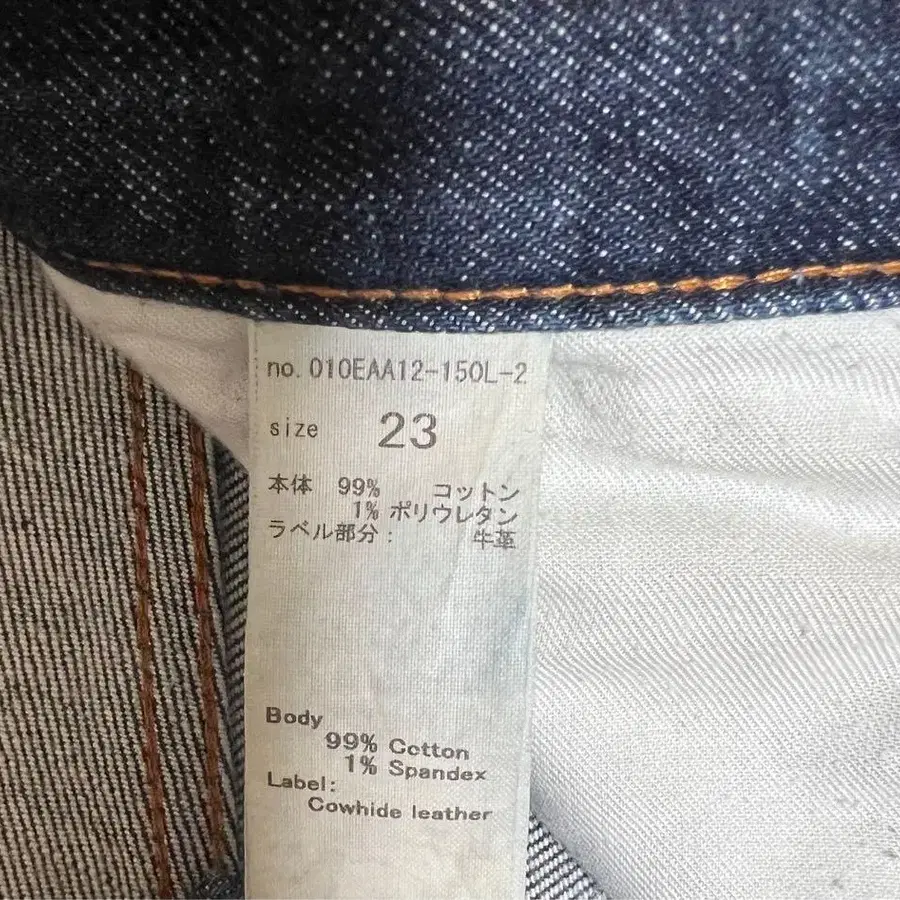 no. 010EAA12-150L-2
size 23
本体 99% コットン
1% ポリウレタン
ラベル部分: 牛革
Body
99% Cotton
1% Spandex
Label:
Cowhide leather